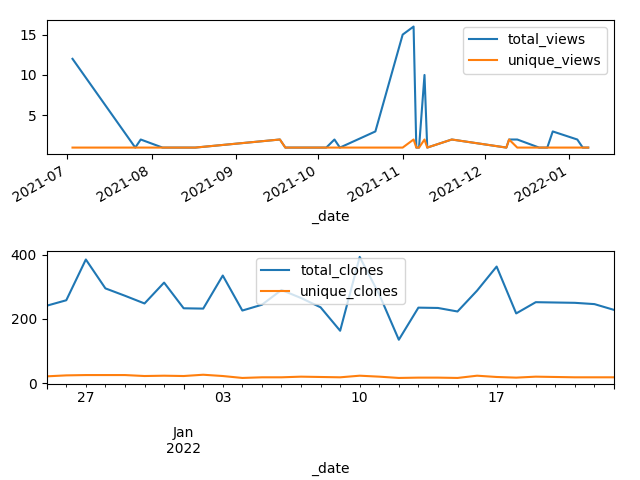 15
10
5
total_views
unique_views
2021-07
2021-08
2021-09
2021-10
2021-11
2021-12
2022-01
_date
400
200
0
total_clones
unique_clones
27
03
10
17
Jan
2022
_date